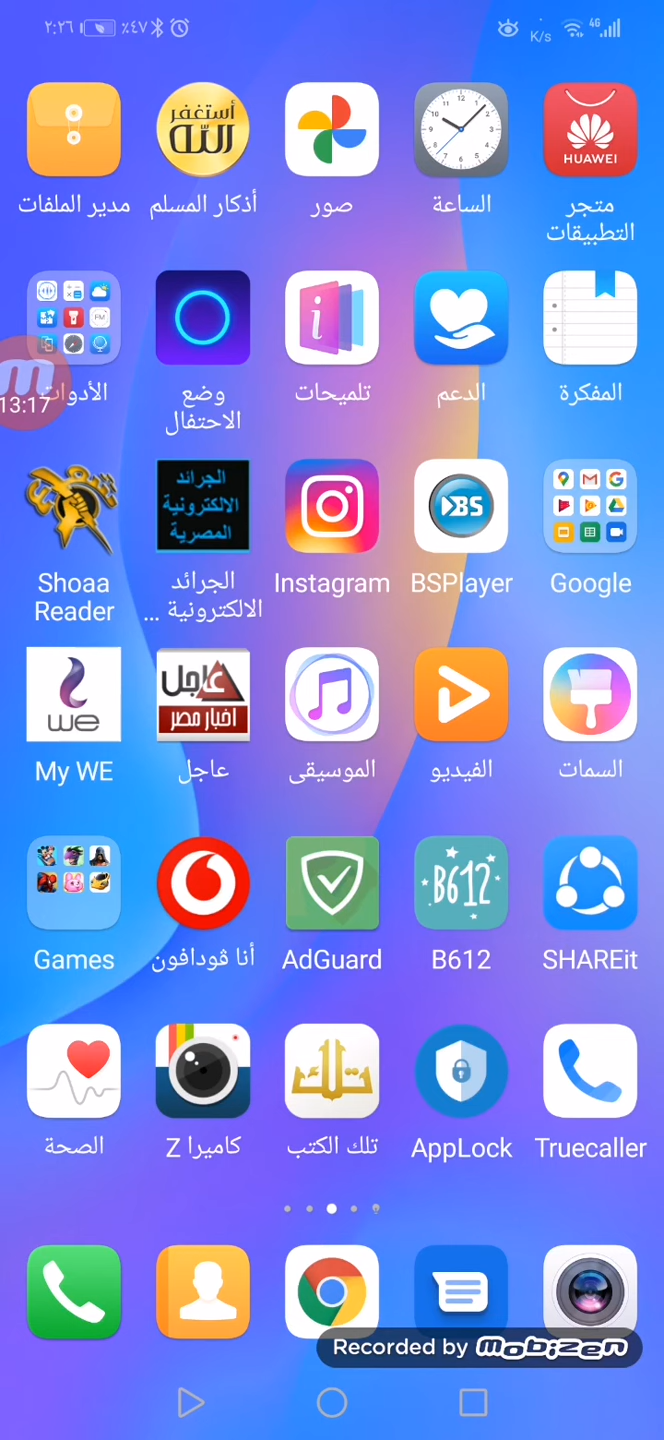 ٢:٢٦
٪٤٧
K/s
4G
HUAWEI
أستغفر
الله
متجر
التطبيقات
الساعة
صور
أذكار المسلم
مدير الملفات
FM
المفكرة
الدعم
تلميحات
وضع
الاحتفال
الأدوات
13:17
الجرائد
الالكترونية
المصرية
BS
Google
BSPlayer
Instagram
الجرائد
الالكترونية ...
Shoaa
Reader
we
عاجل
اخبار مصر
السمات
الفيديو
الموسيقى
عاجل
My WE
B612
SHAREit
B612
AdGuard
أنا ڤودافون
Games
تلك
Truecaller
AppLock
تلك الكتب
كاميرا Z
الصحة
Recorded by Mobizen